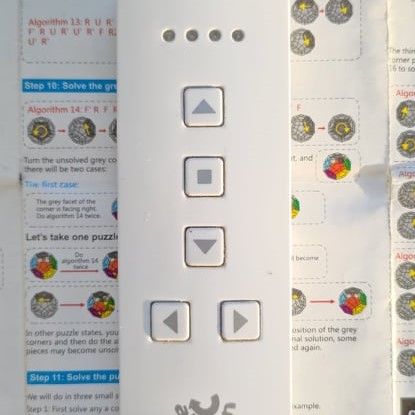 Algorithm 13: R U R'
F' R U R' U' R' F R
U' R'
Step 10: Solve the gre
Algorithm 14: F' R F R
F
Turn the unsolved grey co
there will be two cases:
t, and
The first case:
The grey facet of the
corner is facing right.
Do algorithm 14 twice.
Let's take one puzzle
Do
algorithm 14
twice
become
In other puzzle states, you
corners and then do the a
pieces may become unsol
osition of the grey
nal solution, some
d again.
Step 11: Solve the pu
We will do in three small s
Step 1: First solve any a co
xample.
The thin
corner p
16 to so
Algor
Algo
Algo
Algo